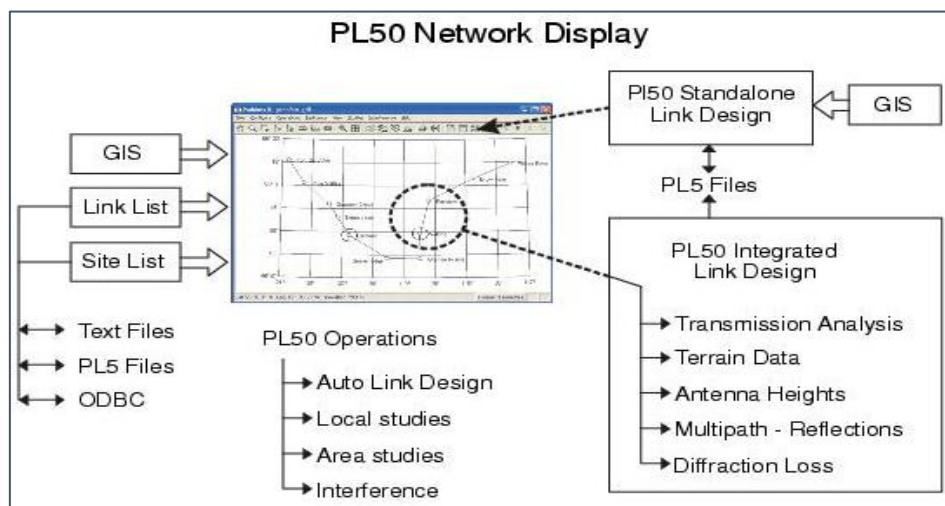 PL50 Network Display
GIS
Link List
Site List
Text Files
PL5 Files
ODBC
PL50 Operations
Auto Link Design
Local studies
Area studies
Interference
Pl50 Standalone
Link Design
GIS
PL5 Files
PL50 Integrated
Link Design
Transmission Analysis
Terrain Data
Antenna Heights
Multipath - Reflections
Diffraction Loss